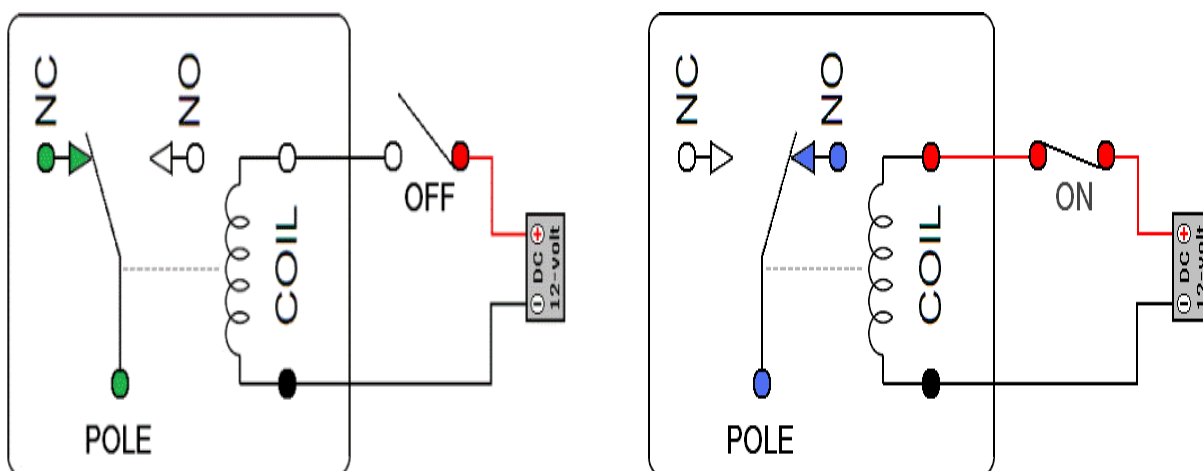 NC
NO
OFF
COIL
+ DC -
12-volt
POLE
NC
NO
ON
COIL
+ DC -
12-volt
POLE